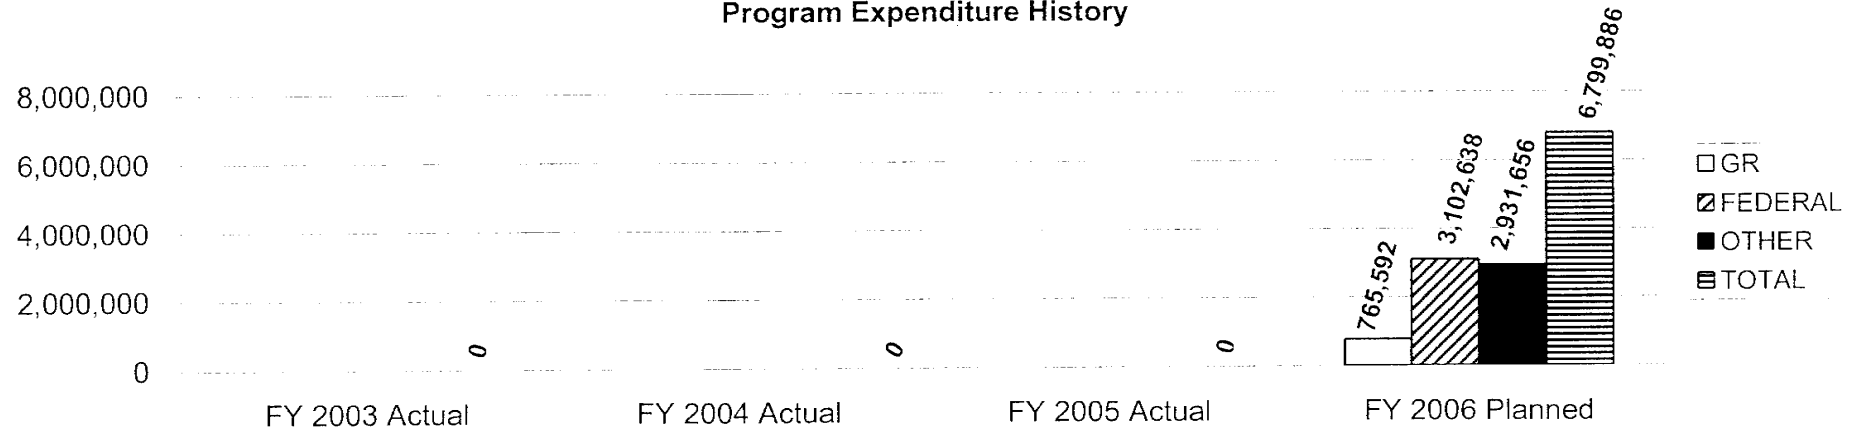 Program Expenditure History
8,000,000
6,000,000
4,000,000
2,000,000
0
0
0
0
765,592
3,102,638
2,931,656
6,799,886
FY 2003 Actual
FY 2004 Actual
FY 2005 Actual
FY 2006 Planned
GR
FEDERAL
OTHER
TOTAL